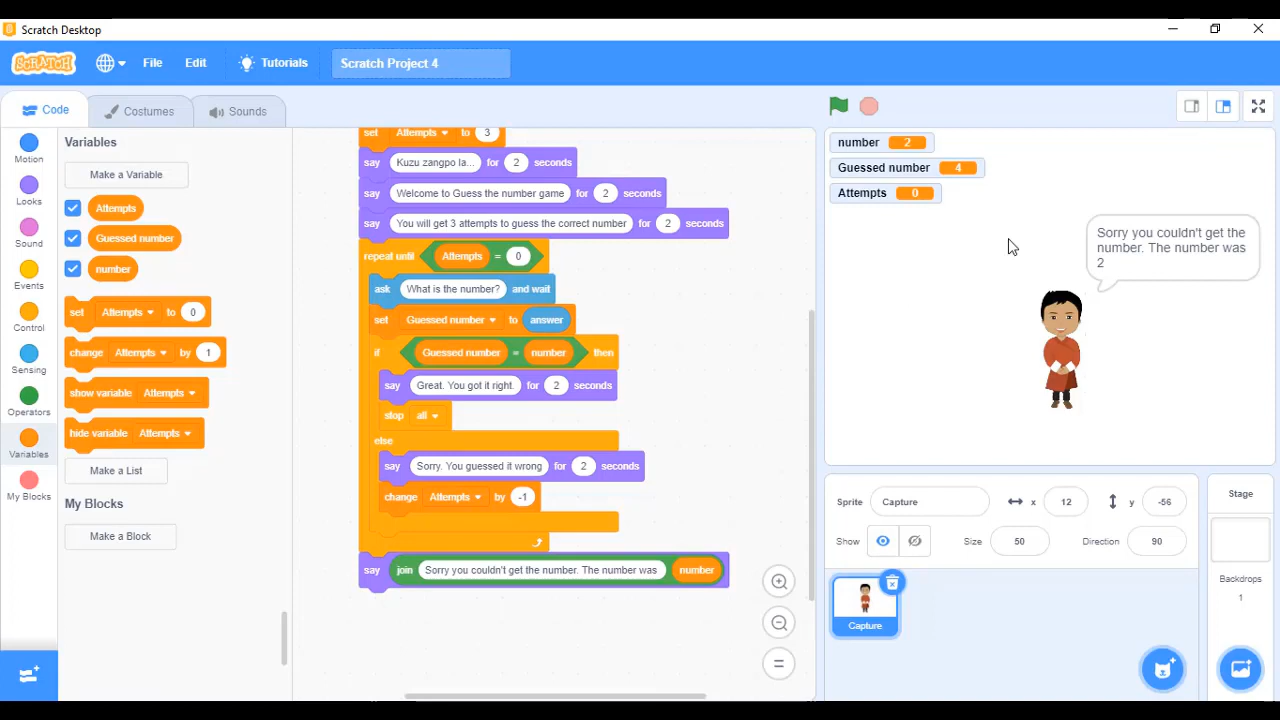 Scratch Desktop
SCRATCH
File
Edit
Tutorials
Scratch Project 4
Code
Costumes
Sounds
Motion
Looks
Sound
Events
Control
Sensing
Operators
Variables
My Blocks
Variables
Make a Variable
Attempts
Guessed number
number
set Attempts to 0
change Attempts by 1
show variable Attempts
hide variable Attempts
Make a List
My Blocks
Make a Block
set Attempts to 3
say Kuzu zangpo la... for 2 seconds
say Welcome to Guess the number game for 2 seconds
say You will get 3 attempts to guess the correct number for 2 seconds
repeat until Attempts = 0
ask What is the number? and wait
set Guessed number to answer
if Guessed number = number then
say Great. You got it right. for 2 seconds
stop all
else
say Sorry. You guessed it wrong for 2 seconds
change Attempts by -1
say join Sorry you couldn't get the number. The number was number
number 2
Guessed number 4
Attempts 0
Sorry you couldn't get the
number. The number was
2
Sprite Capture x 12 y -56
Show Size 50 Direction 90
Capture
Stage
Backdrops
1